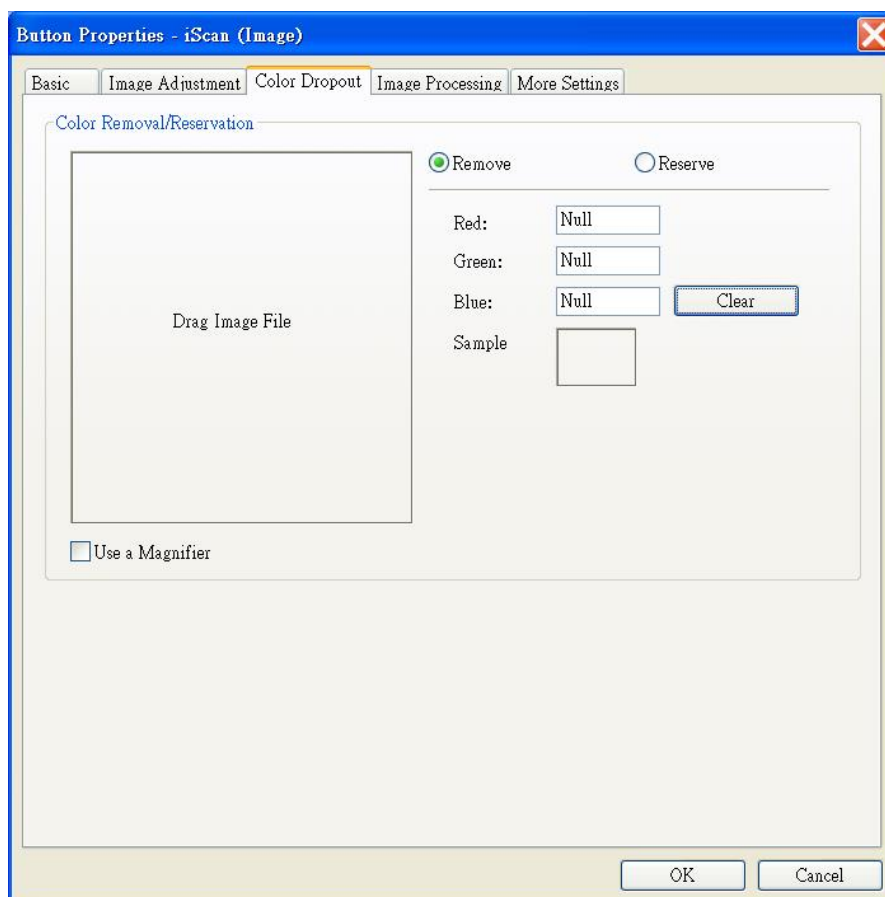 Button Properties - iScan (Image)
Basic Image Adjustment Color Dropout Image Processing More Settings
Color Removal/Reservation
Drag Image File
Use a Magnifier
Remove Reserve
Red: Null
Green: Null
Blue: Null Clear
Sample
OK Cancel